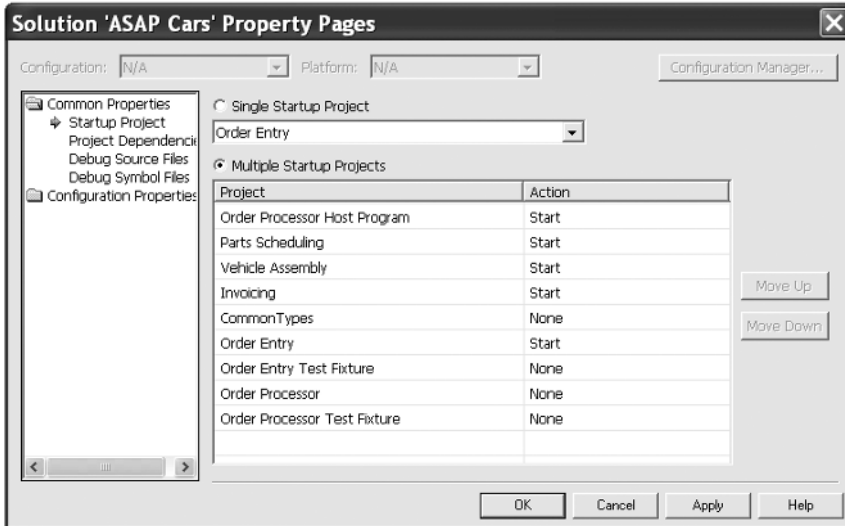 Solution 'ASAP Cars' Property Pages
Configuration: N/A Platform: N/A Configuration Manager...
Common Properties
Startup Project
Project Dependencie
Debug Source Files
Debug Symbol Files
Configuration Properties
Single Startup Project
Order Entry
Multiple Startup Projects
Project Action
Order Processor Host Program Start
Parts Scheduling Start
Vehicle Assembly Start
Invoicing Start
CommonTypes None
Order Entry Start
Order Entry Test Fixture None
Order Processor None
Order Processor Test Fixture None
Move Up
Move Down
OK Cancel Apply Help